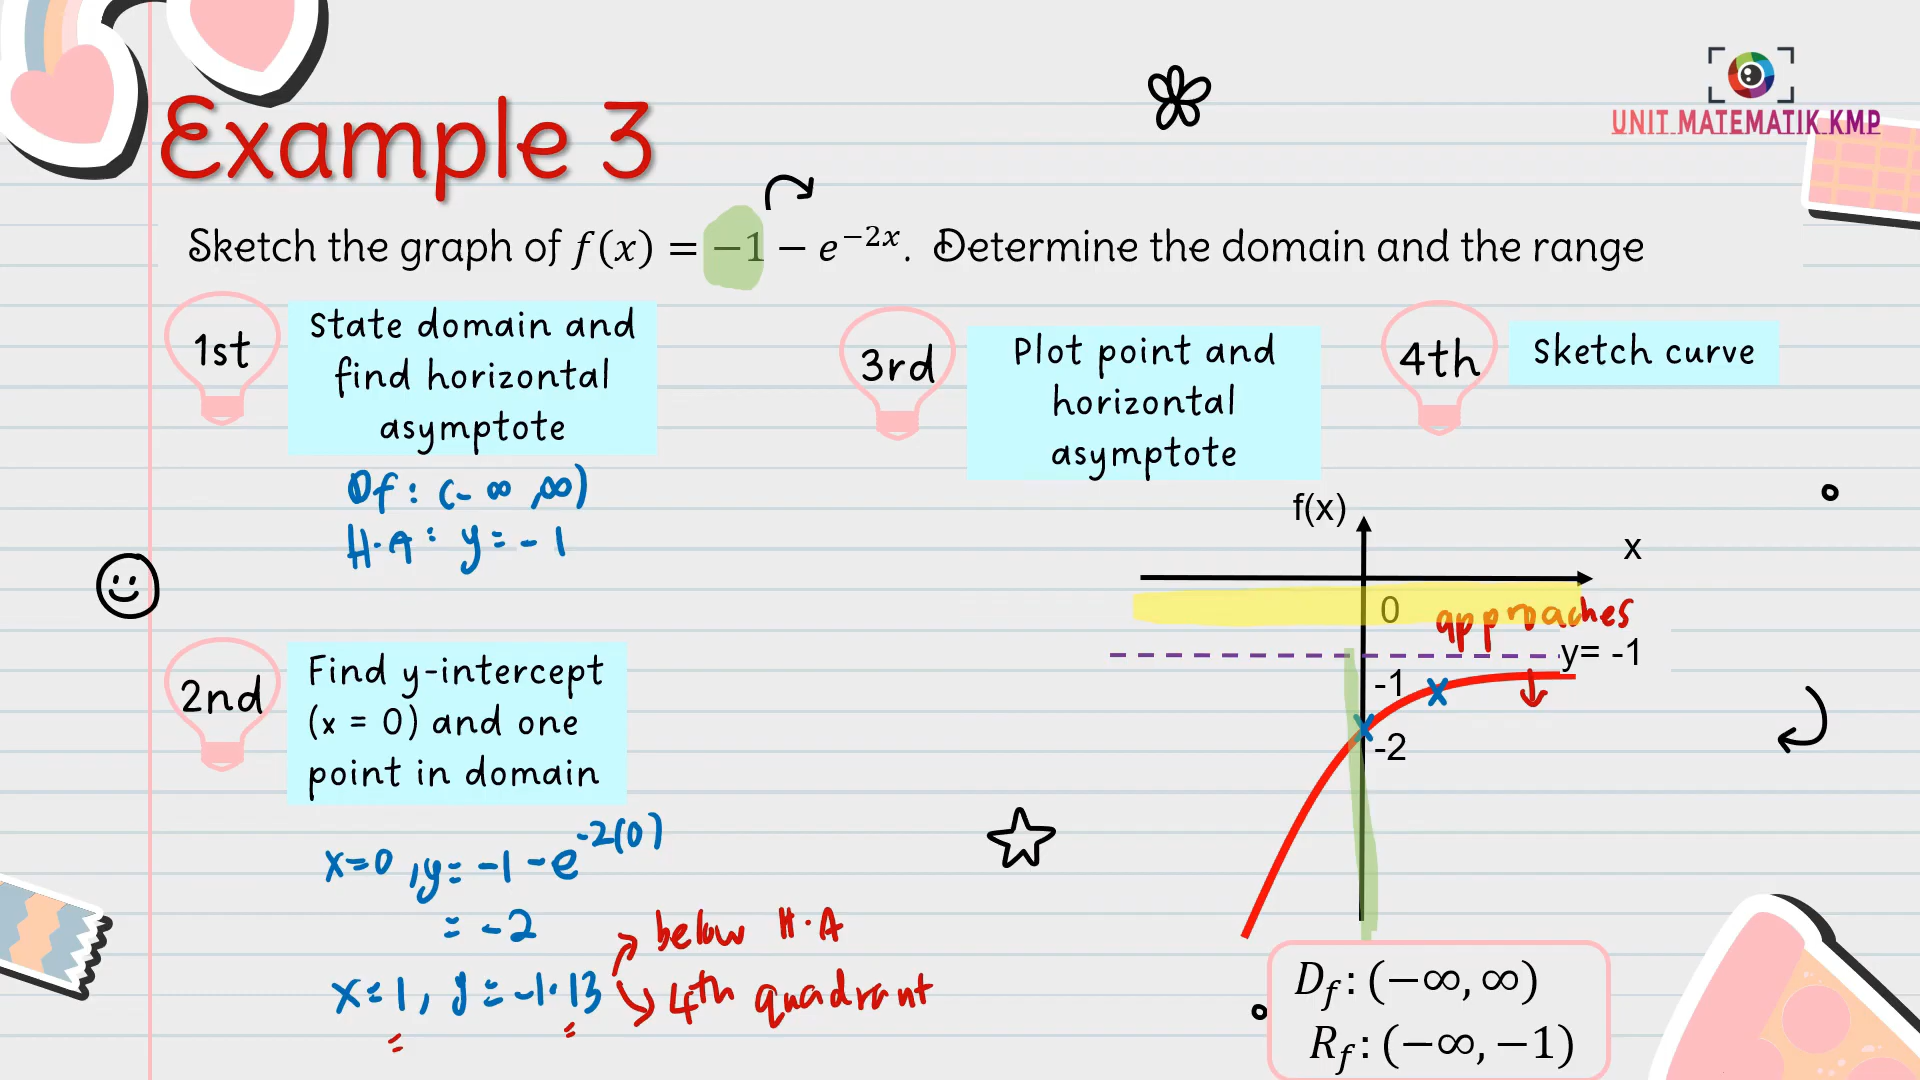 UNIT MATEMATIK KMP
Example 3
Sketch the graph of f(x) = −1 − e^{−2x}. Determine the domain and the range
1st
State domain and
find horizontal
asymptote
Df : (-∞,∞)
H.A : y = -1
2nd
Find y-intercept
(x = 0) and one
point in domain
x=0, y= -1 - e^{-2(0)}
= -2
x=1, y = -1.13
below H.A
4th quadrant
3rd
Plot point and
horizontal
asymptote
4th
Sketch curve
f(x)
x
0
approaches
y= -1
-1
-2
D_f: (−∞, ∞)
R_f: (−∞, −1)